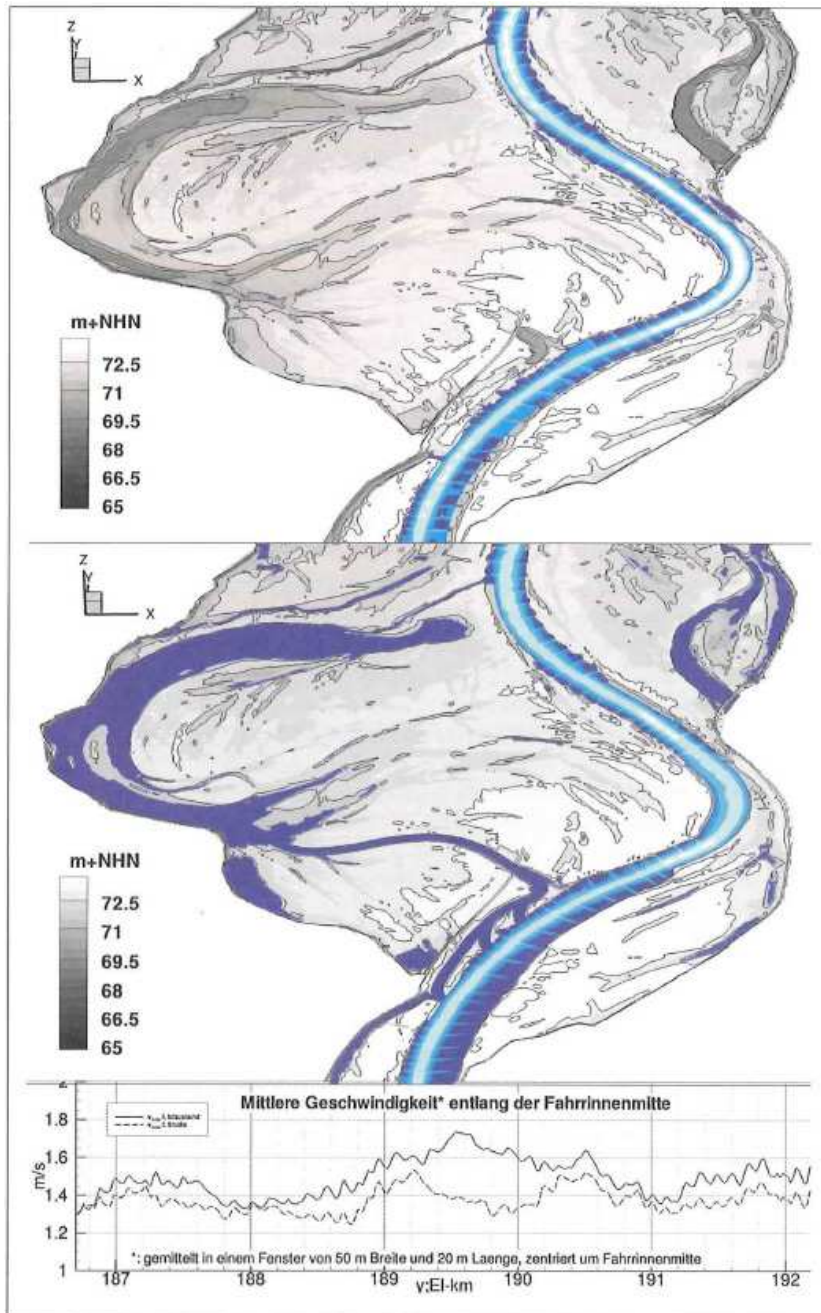 Z
Y
X
m+NHN
72.5
71
69.5
68
66.5
65
Z
Y
X
m+NHN
72.5
71
69.5
68
66.5
65
2
Mittlere Geschwindigkeit* entlang der Fahrrinnenmitte
1.8
1.6
m/s
1.4
1.2
*: gemittelt in einem Fenster von 50 m Breite und 20 m Laenge, zentriert um Fahrrinnenmitte
1
187 188 189 190 191 192
y:El-km